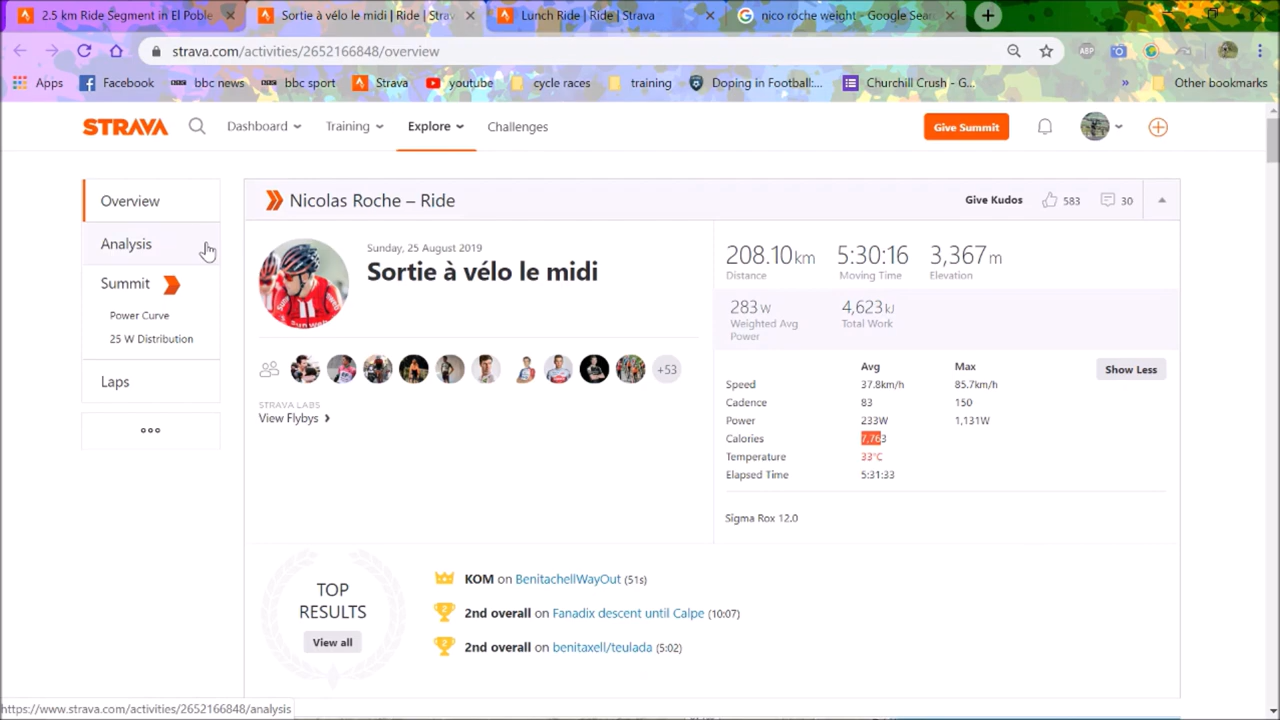 2.5 km Ride Segment in El Poble
Sortie à vélo le midi | Ride | Strav
Lunch Ride | Ride | Strava
nico roche weight - Google Sear
strava.com/activities/2652166848/overview
ABP
Apps
Facebook
bbc news
bbc sport
Strava
youtube
cycle races
training
Doping in Football:...
Churchill Crush - G...
»
Other bookmarks
STRAVA
Dashboard
Training
Explore
Challenges
Give Summit
Overview
Analysis
Summit
Power Curve
25 W Distribution
Laps
Nicolas Roche – Ride
Give Kudos
583
30
Sunday, 25 August 2019
Sortie à vélo le midi
+53
STRAVA LABS
View Flybys
208.10km
Distance
5:30:16
Moving Time
3,367m
Elevation
283W
Weighted Avg
Power
4,623kJ
Total Work
Avg Max
Speed 37.8km/h 85.7km/h
Cadence 83 150
Power 233W 1,131W
Calories 7,763
Temperature 33°C
Elapsed Time 5:31:33
Show Less
Sigma Rox 12.0
TOP
RESULTS
View all
KOM on BenitachellWayOut (51s)
2 2nd overall on Fanadix descent until Calpe (10:07)
2 2nd overall on benitaxell/teulada (5:02)
https://www.strava.com/activities/2652166848/analysis